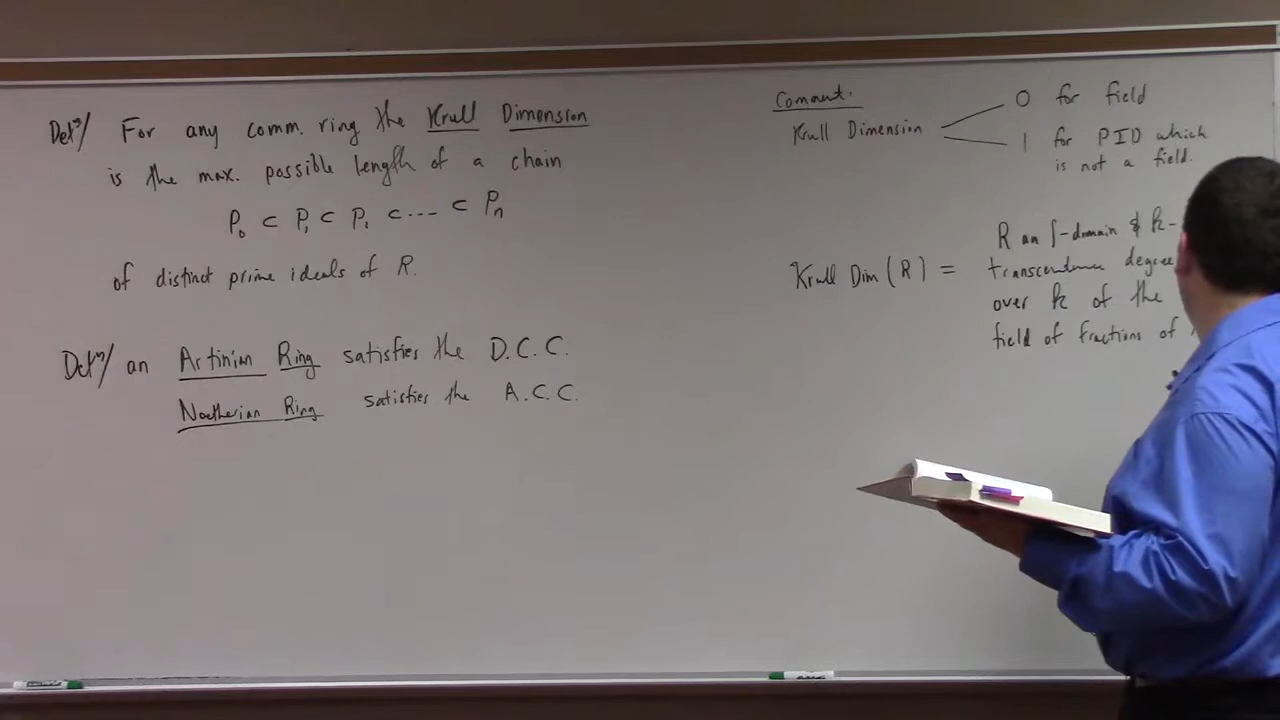 Defⁿ/ For any comm. ring the Krull Dimension
is the max. possible length of a chain
P₀ ⊂ P₁ ⊂ P₂ ⊂ ... ⊂ Pₙ
of distinct prime ideals of R.
Defⁿ/ an Artinian Ring satisfies the D.C.C.
Noetherian Ring satisfies the A.C.C.
Comment:
Krull Dimension
0 for field
1 for PID which
is not a field.
Krull Dim (R) =
R an ∫-domain & k-
transcendence degree
over k of the
field of fractions of